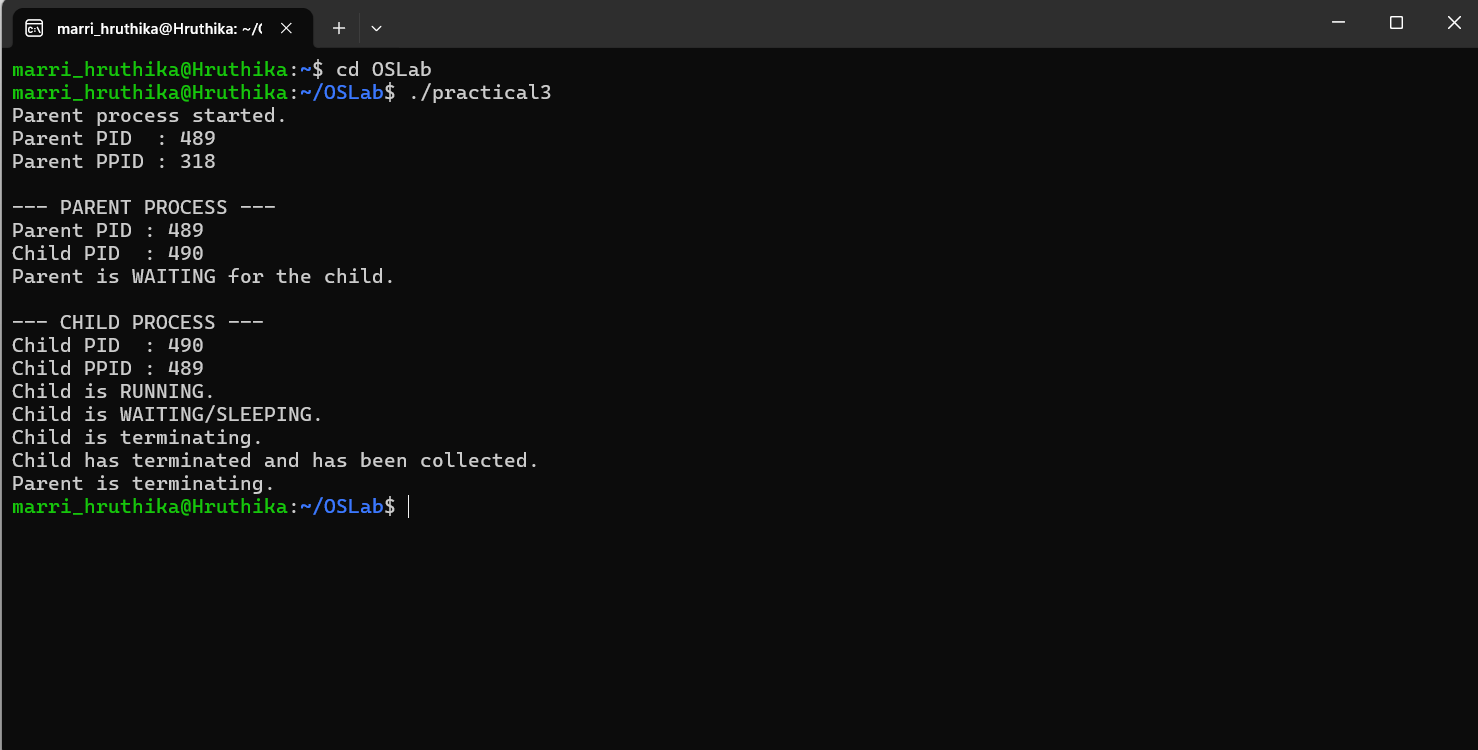 marri_hruthika@Hruthika: ~/O
marri_hruthika@Hruthika:~$ cd OSLab
marri_hruthika@Hruthika:~/OSLab$ ./practical3
Parent process started.
Parent PID  : 489
Parent PPID : 318
--- PARENT PROCESS ---
Parent PID : 489
Child PID  : 490
Parent is WAITING for the child.
--- CHILD PROCESS ---
Child PID  : 490
Child PPID : 489
Child is RUNNING.
Child is WAITING/SLEEPING.
Child is terminating.
Child has terminated and has been collected.
Parent is terminating.
marri_hruthika@Hruthika:~/OSLab$